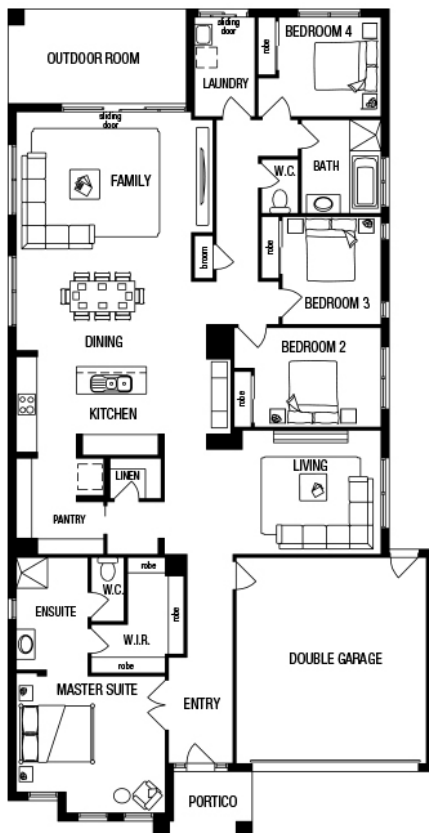 sliding
door
robe
BEDROOM 4
OUTDOOR ROOM
LAUNDRY
sliding
door
FAMILY
W.C.
BATH
broom
robe
BEDROOM 3
DINING
BEDROOM 2
robe
KITCHEN
LINEN
LIVING
PANTRY
robe
W.C.
ENSUITE
robe
W.I.R.
robe
DOUBLE GARAGE
MASTER SUITE
ENTRY
PORTICO